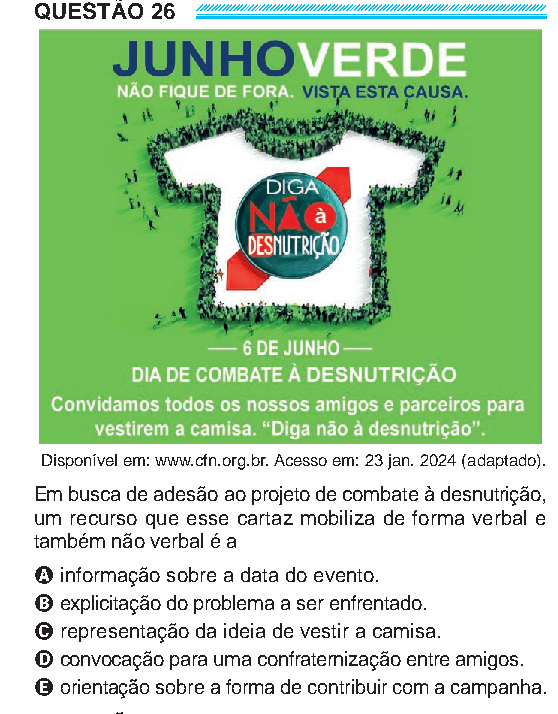 QUESTÃO 26
JUNHOVERDE
NÃO FIQUE DE FORA. VISTA ESTA CAUSA.
DIGA
NÃO à
DESNUTRIÇÃO
6 DE JUNHO
DIA DE COMBATE À DESNUTRIÇÃO
Convidamos todos os nossos amigos e parceiros para
vestirem a camisa. “Diga não à desnutrição”.
Disponível em: www.cfn.org.br. Acesso em: 23 jan. 2024 (adaptado).
Em busca de adesão ao projeto de combate à desnutrição,
um recurso que esse cartaz mobiliza de forma verbal e
também não verbal é a
A informação sobre a data do evento.
B explicitação do problema a ser enfrentado.
C representação da ideia de vestir a camisa.
D convocação para uma confraternização entre amigos.
E orientação sobre a forma de contribuir com a campanha.